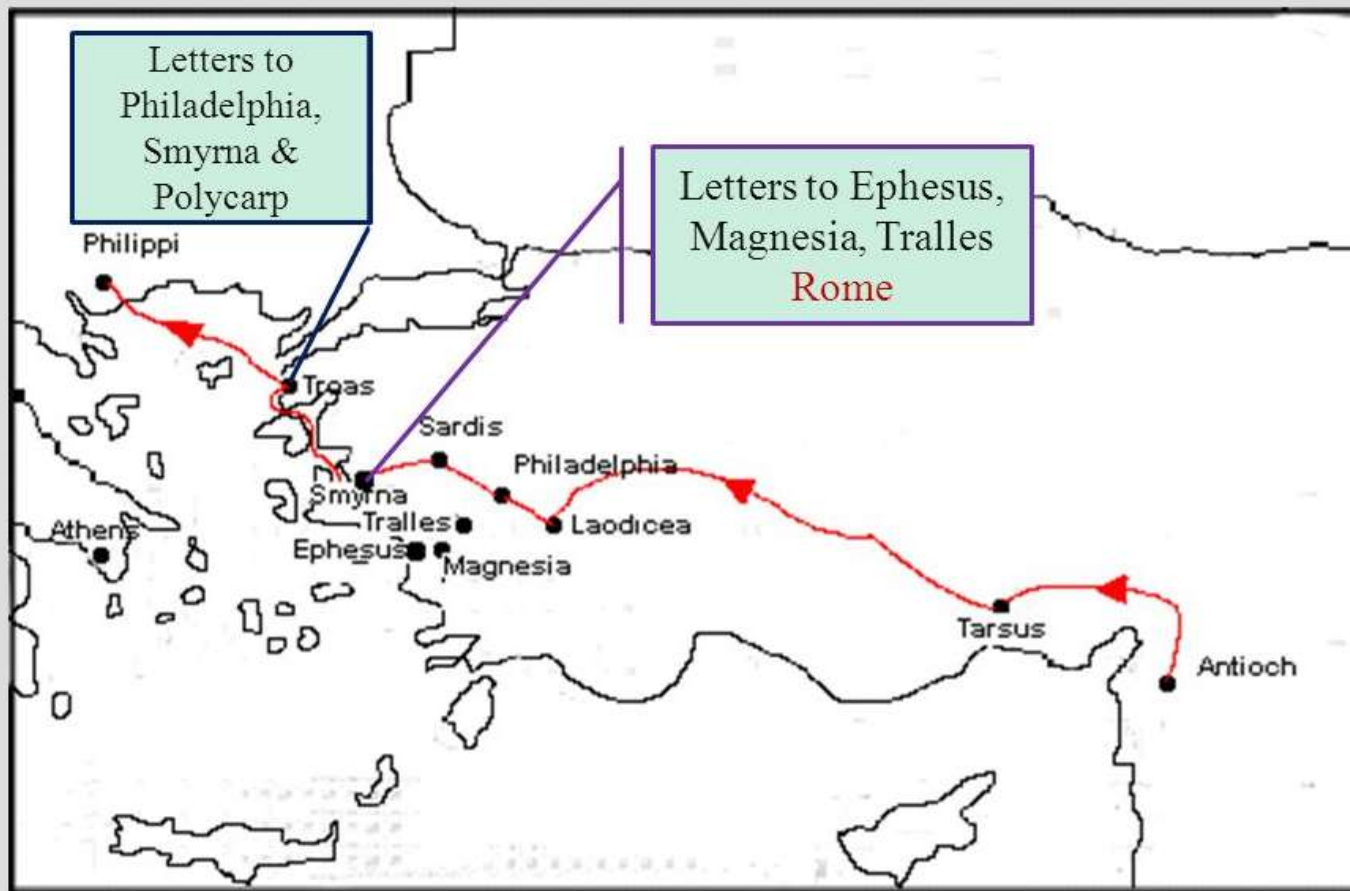 Letters to
Philadelphia,
Smyrna &
Polycarp
Letters to Ephesus,
Magnesia, Tralles
Rome
Philippi
Troas
Sardis
Philadelphia
Smyrna
Tralles
Laodicea
Athens
Ephesus
Magnesia
Tarsus
Antioch